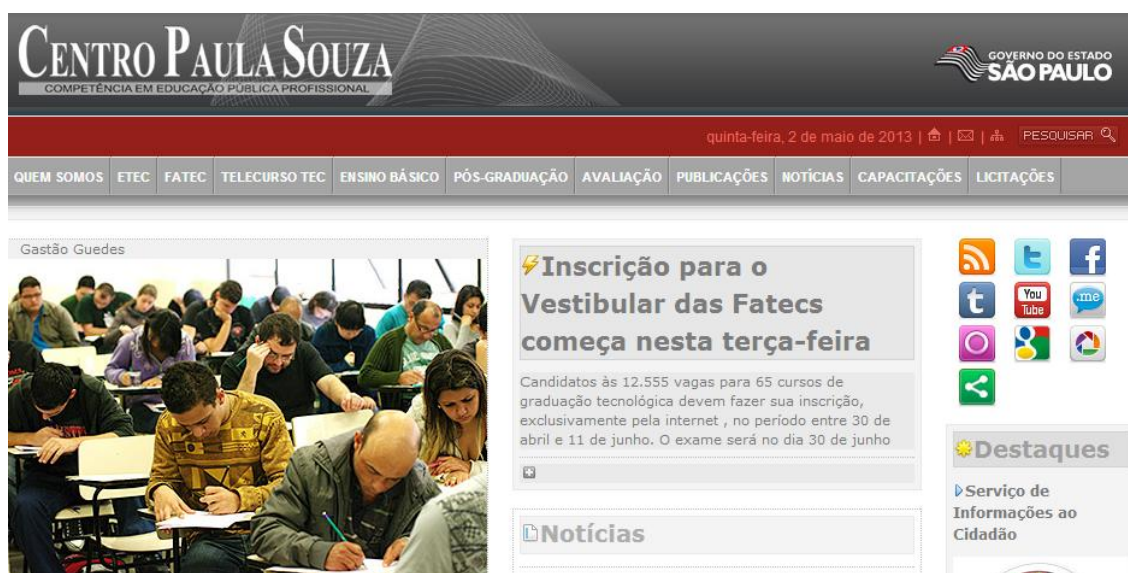 CENTRO PAULA SOUZA
COMPETÊNCIA EM EDUCAÇÃO PÚBLICA PROFISSIONAL
GOVERNO DO ESTADO
SÃO PAULO
quinta-feira, 2 de maio de 2013 | | | PESQUISAR
QUEM SOMOS ETEC FATEC TELECURSO TEC ENSINO BÁSICO PÓS-GRADUAÇÃO AVALIAÇÃO PUBLICAÇÕES NOTÍCIAS CAPACITAÇÕES LICITAÇÕES
Gastão Guedes
Inscrição para o
Vestibular das Fatecs
começa nesta terça-feira
Candidatos às 12.555 vagas para 65 cursos de
graduação tecnológica devem fazer sua inscrição,
exclusivamente pela internet , no período entre 30 de
abril e 11 de junho. O exame será no dia 30 de junho
Notícias
t f
t You Tube .me
g
Destaques
Serviço de
Informações ao
Cidadão